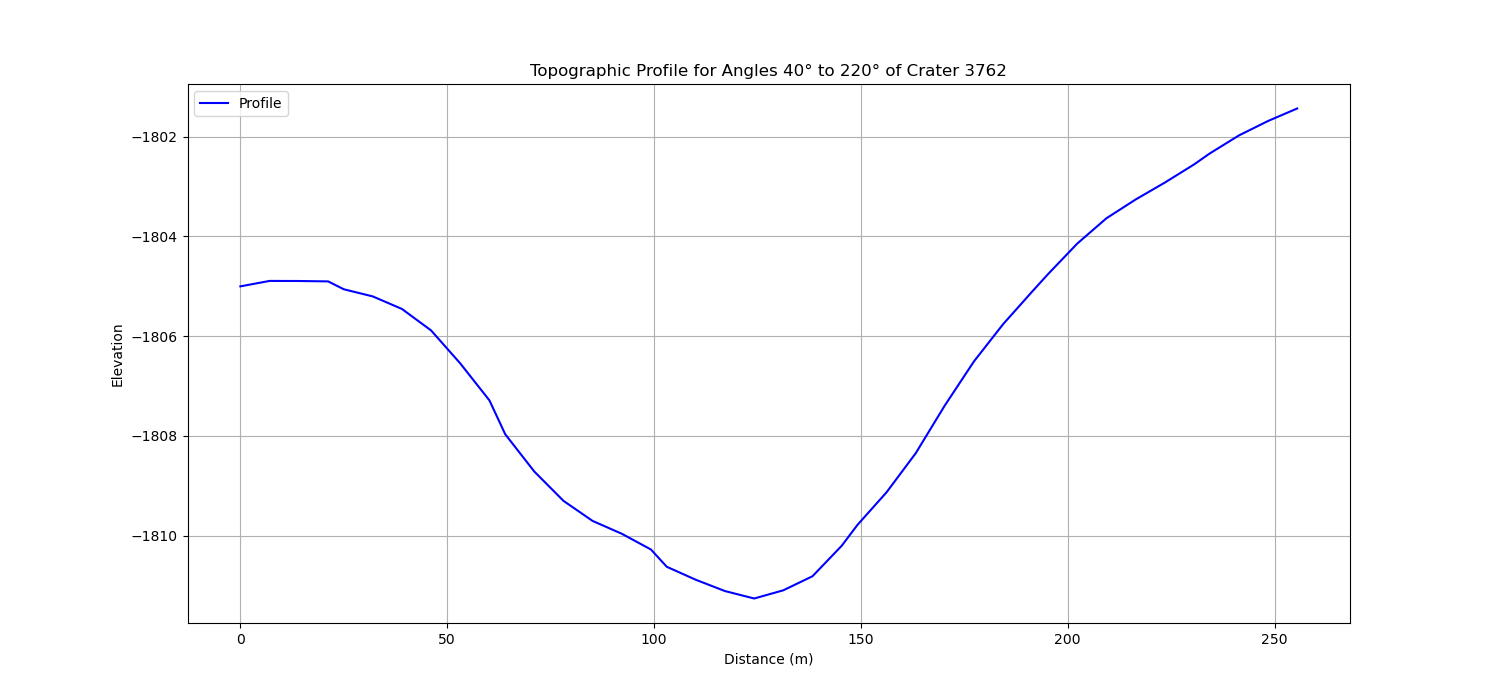 Topographic Profile for Angles 40° to 220° of Crater 3762
Profile
−1802
−1804
−1806
−1808
−1810
Elevation
0
50
100
150
200
250
Distance (m)